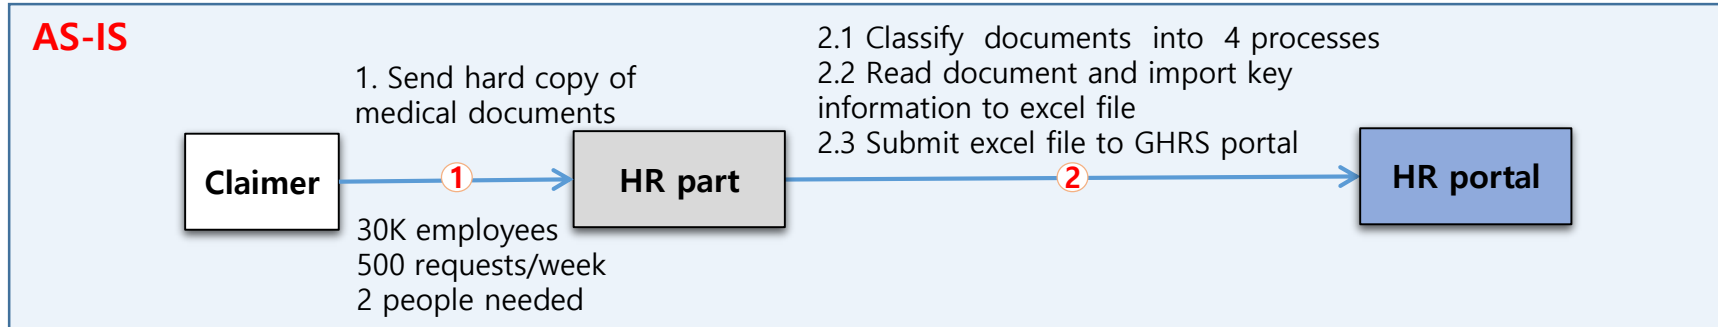 AS-IS
1. Send hard copy of
medical documents
2.1 Classify documents into 4 processes
2.2 Read document and import key
information to excel file
2.3 Submit excel file to GHRS portal
Claimer
1
HR part
2
HR portal
30K employees
500 requests/week
2 people needed